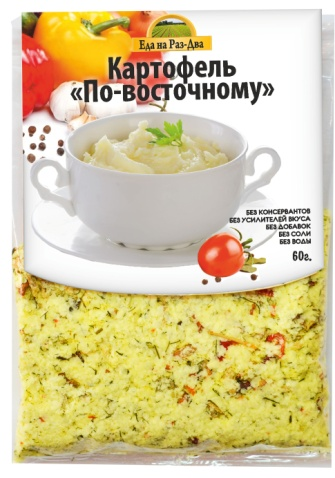 Еда на Раз-Два
Картофель
«По-восточному»
БЕЗ КОНСЕРВАНТОВ
БЕЗ УСИЛИТЕЛЕЙ ВКУСА
БЕЗ ДОБАВОК
БЕЗ СОЛИ
БЕЗ ВОДЫ
60г.